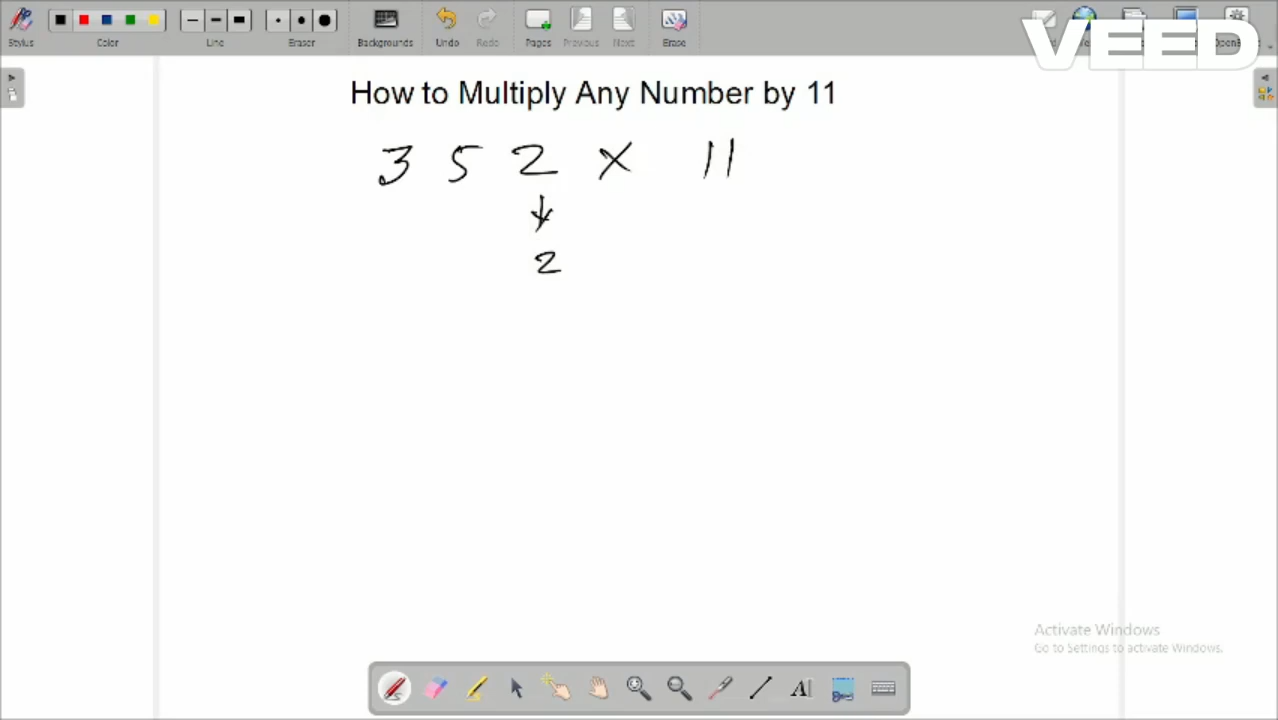 Stylus Color Line Eraser Backgrounds Undo Redo Pages Previous Next Erase
VEED
How to Multiply Any Number by 11
3 5 2 × 11
↓
2
Activate Windows
Go to Settings to activate Windows.